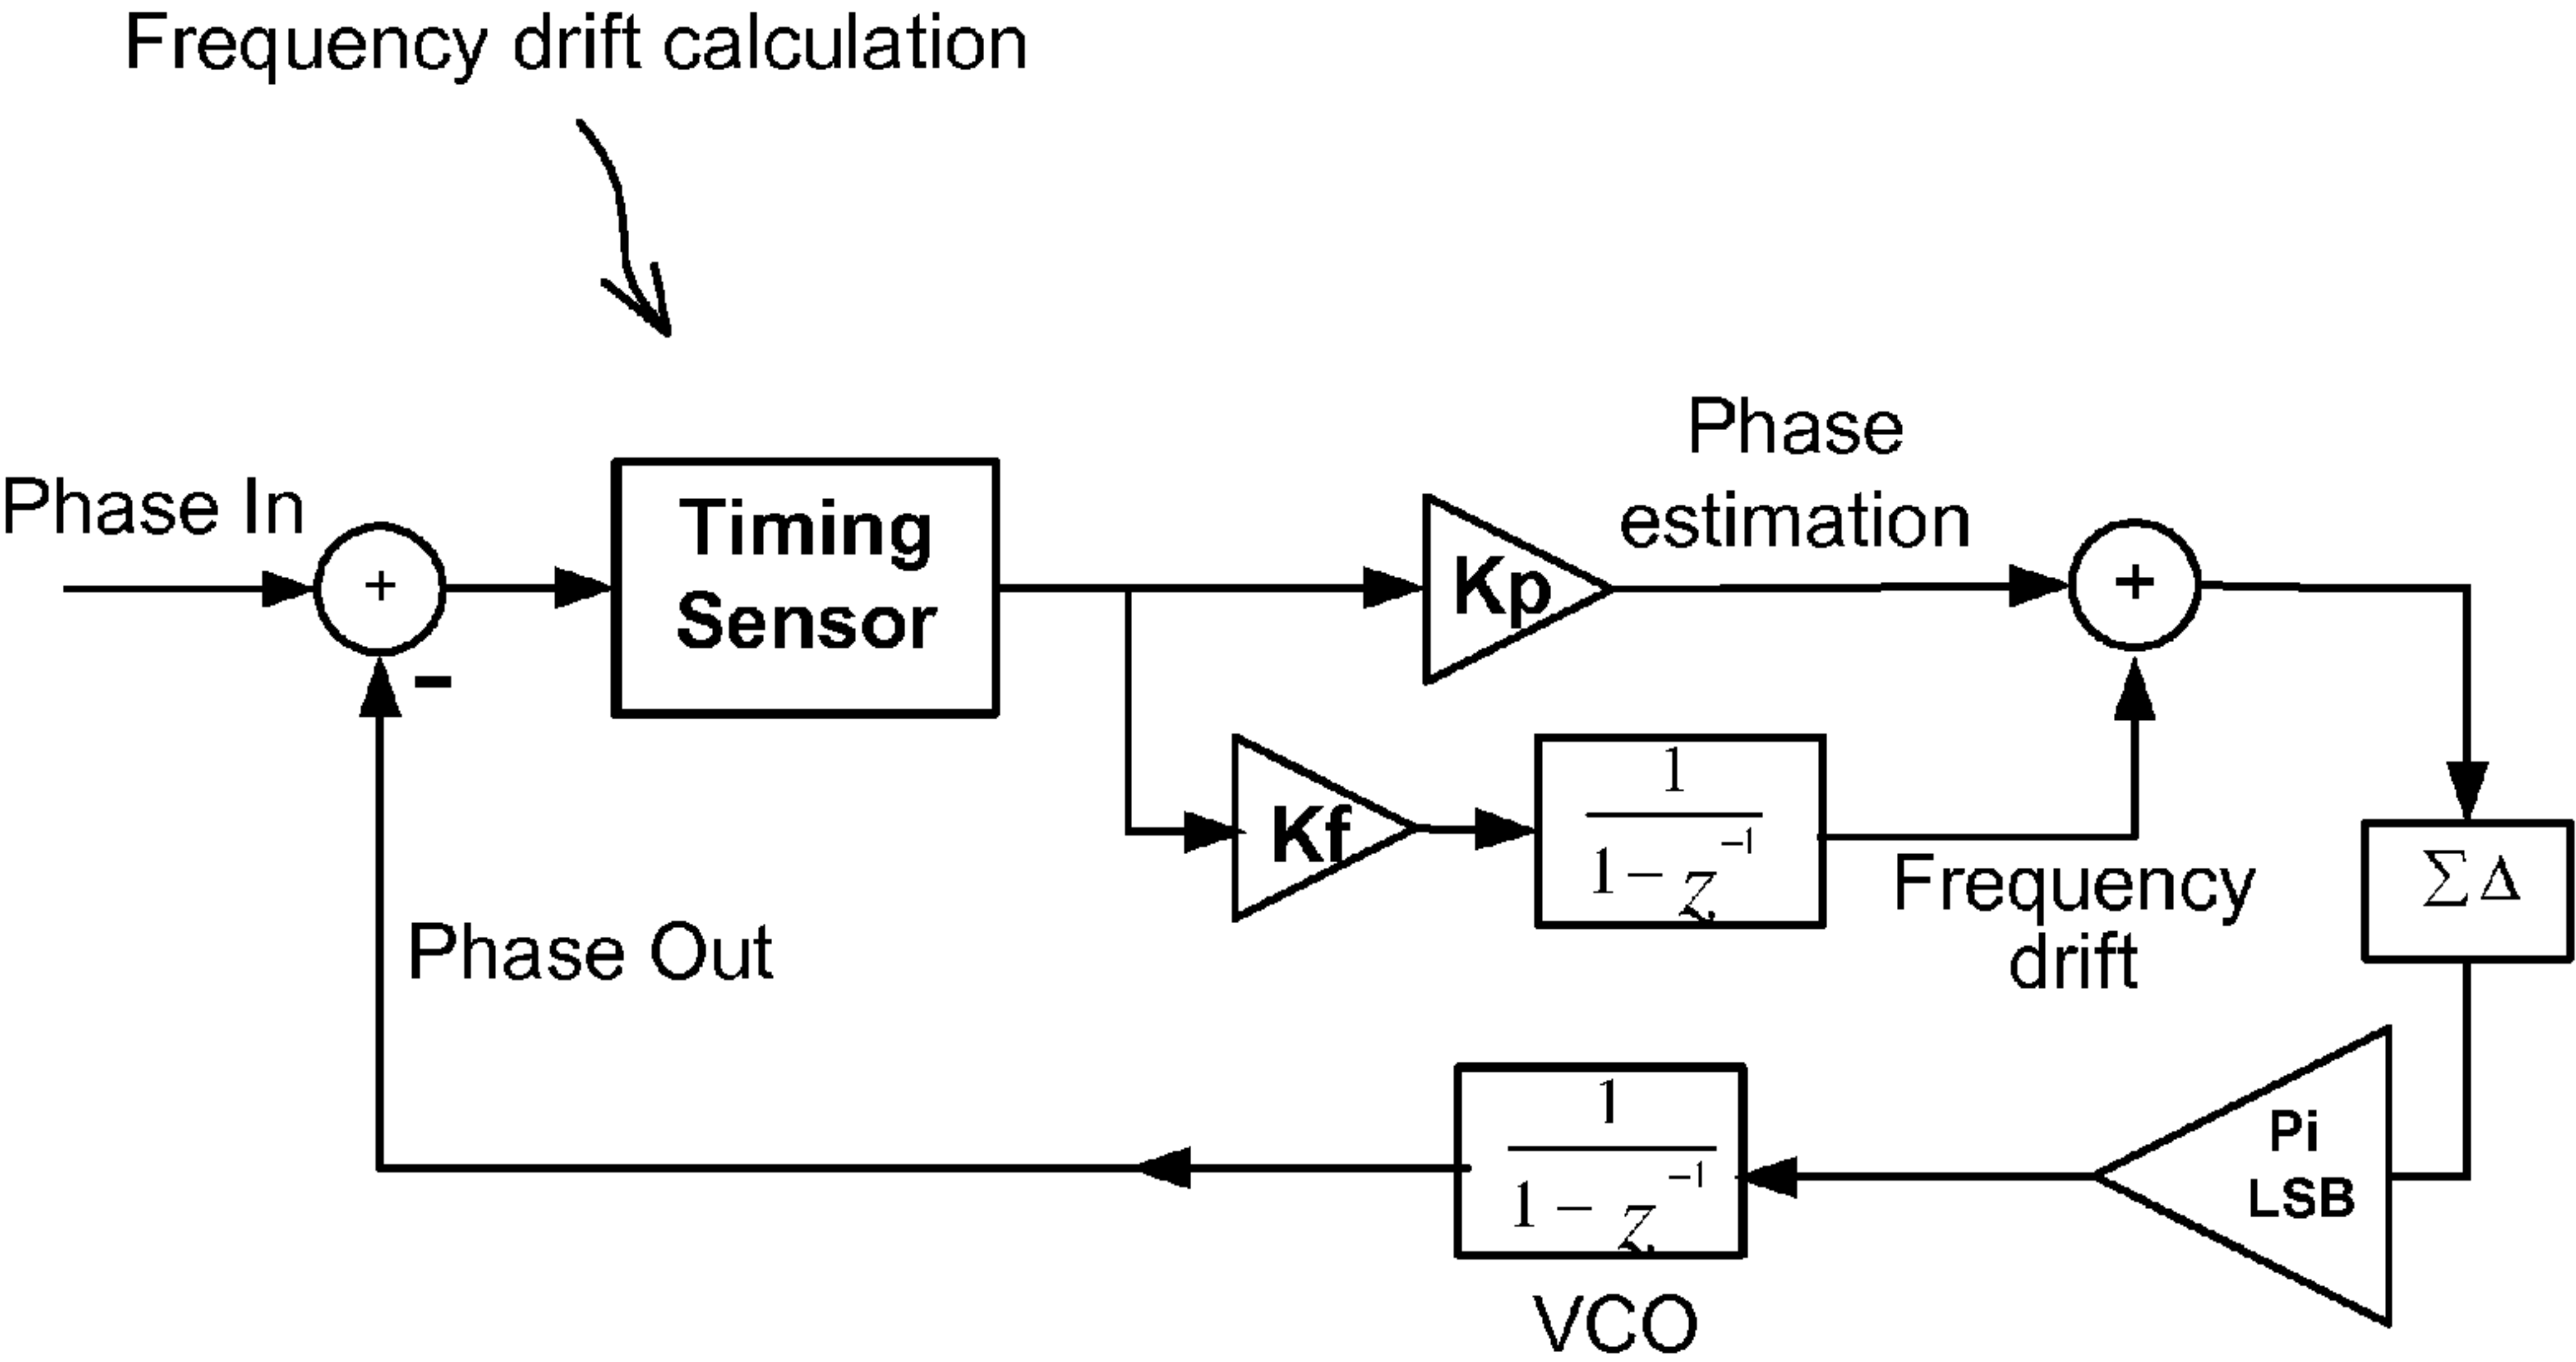 Frequency drift calculation
Phase In
+
-
Timing
Sensor
Kp
Phase
estimation
+
Kf
1
1 - z^-1
Frequency
drift
ΣΔ
Phase Out
1
1 - z^-1
VCO
Pi
LSB